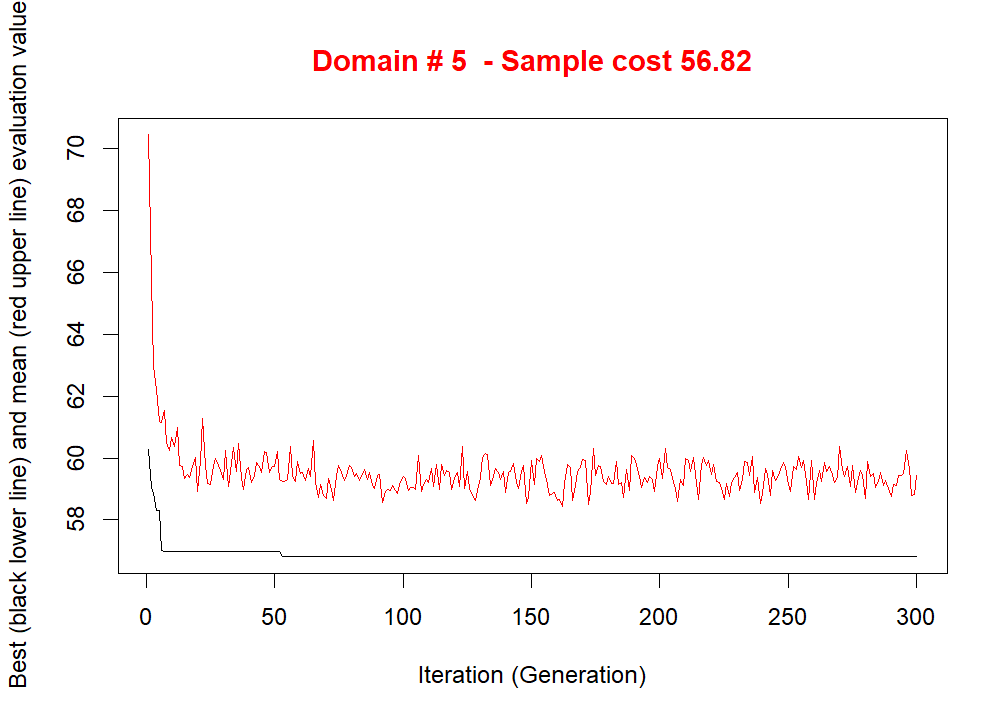 Domain # 5  - Sample cost 56.82
Best (black lower line) and mean (red upper line) evaluation value
70
68
66
64
62
60
58
0 50 100 150 200 250 300
Iteration (Generation)